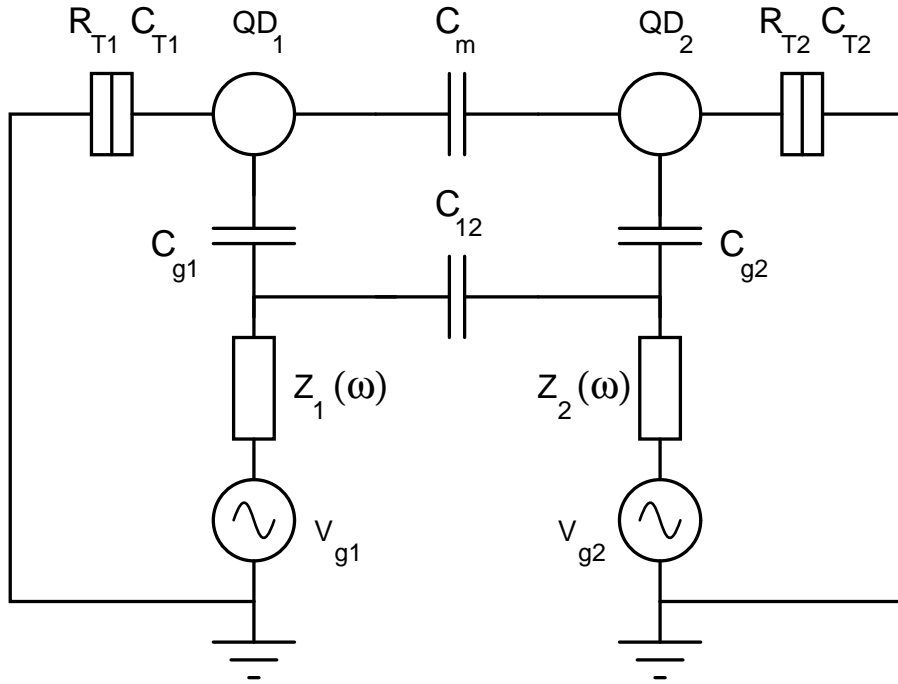 R_T1 C_T1 QD_1 C_m QD_2 R_T2 C_T2
C_g1 C_12 C_g2
Z_1(ω) Z_2(ω)
V_g1 V_g2